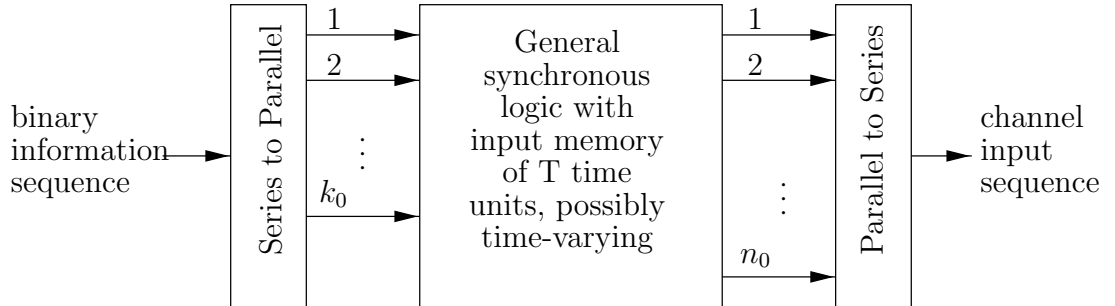 binary
information
sequence
Series to Parallel
1
2
⋮
k₀
General
synchronous
logic with
input memory
of T time
units, possibly
time-varying
1
2
⋮
n₀
Parallel to Series
channel
input
sequence